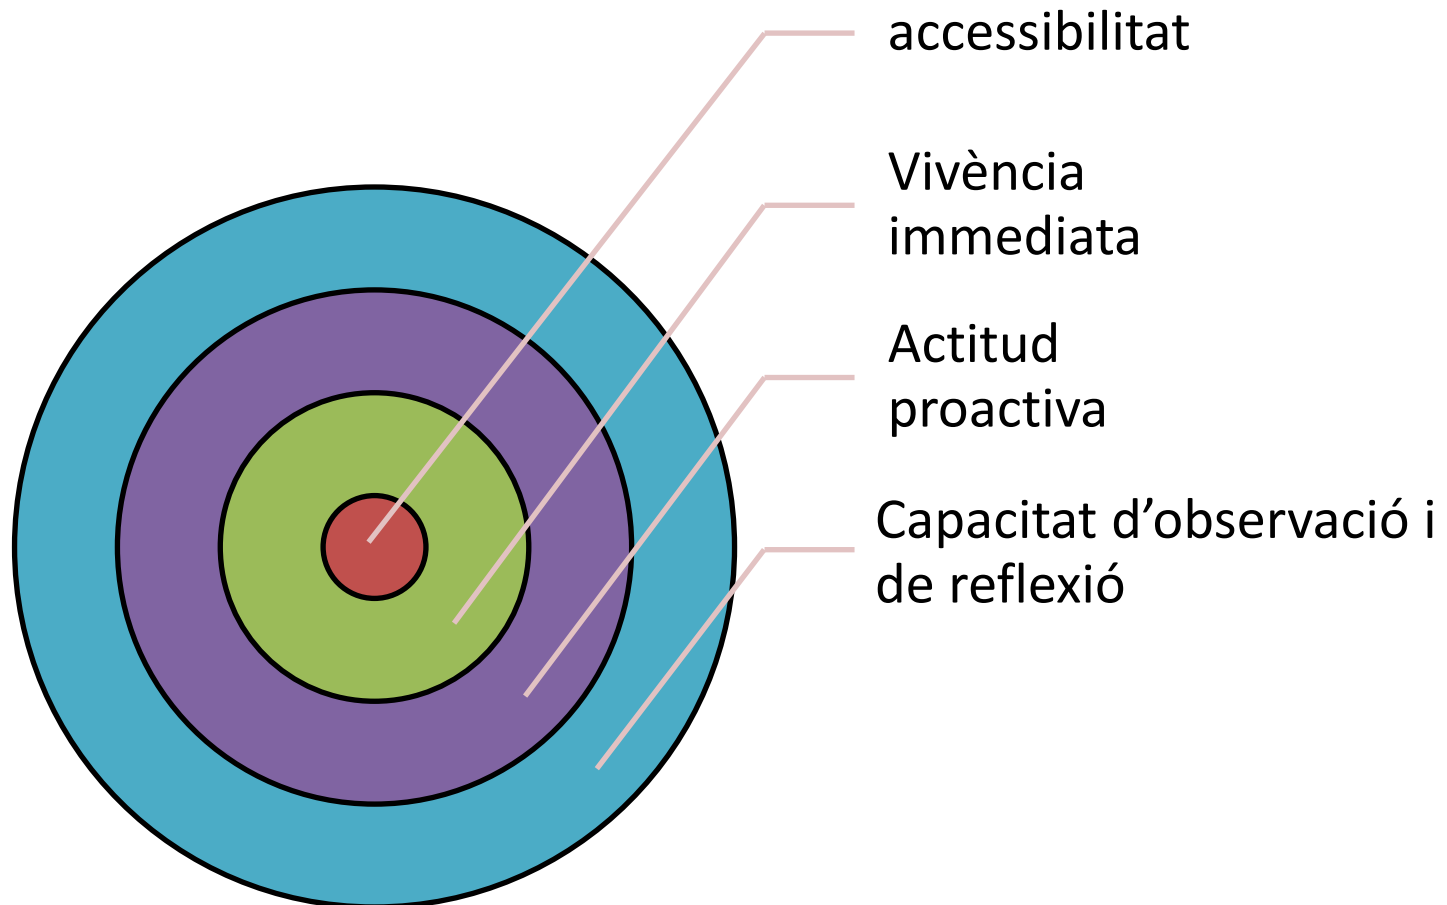 accessibilitat
Vivència
immediata
Actitud
proactiva
Capacitat d’observació i
de reflexió